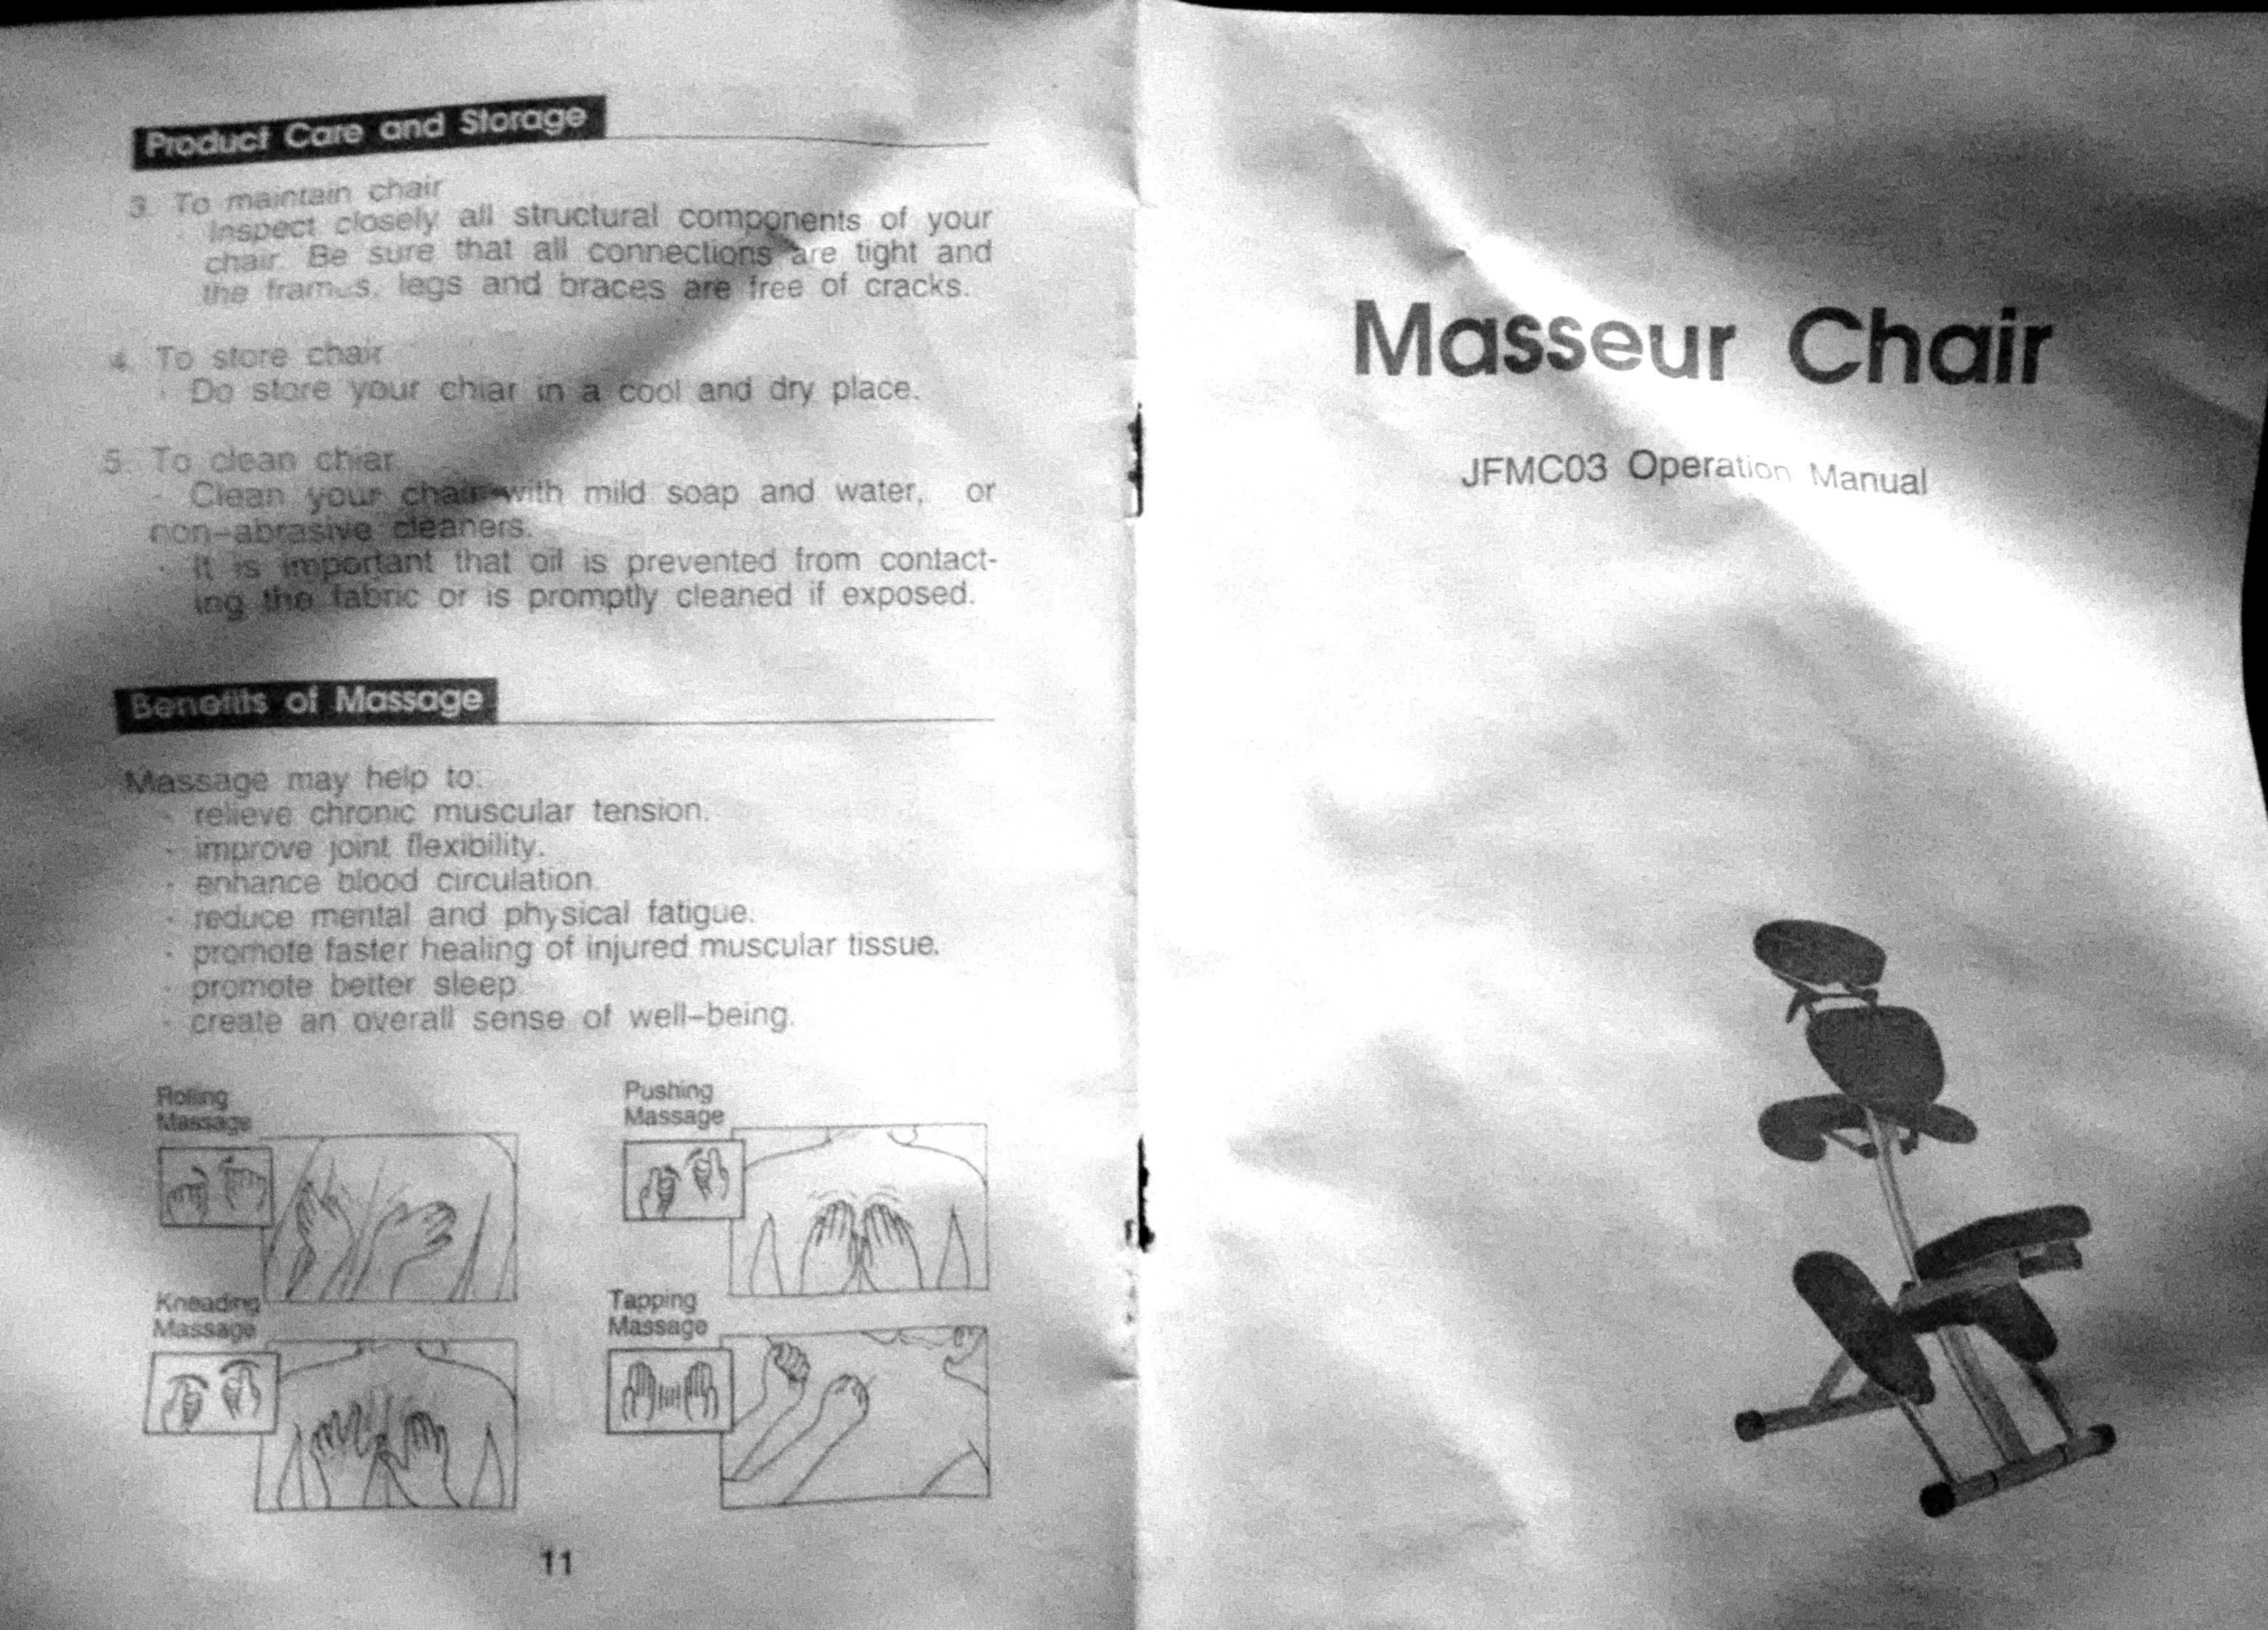 Product Care and Storage
3. To maintain chair
· Inspect closely all structural components of your
chair. Be sure that all connections are tight and
the frames, legs and braces are free of cracks.
4. To store chair
· Do store your chiar in a cool and dry place.
5. To clean chiar
· Clean your chair with mild soap and water, or
non-abrasive cleaners.
· It is important that oil is prevented from contact-
ing the fabric or is promptly cleaned if exposed.
Benefits of Massage
Massage may help to:
· relieve chronic muscular tension.
· improve joint flexibility.
· enhance blood circulation.
· reduce mental and physical fatigue.
· promote faster healing of injured muscular tissue.
· promote better sleep.
· create an overall sense of well-being.
Rolling
Massage
Pushing
Massage
Kneading
Massage
Tapping
Massage
11
Masseur Chair
JFMC03 Operation Manual